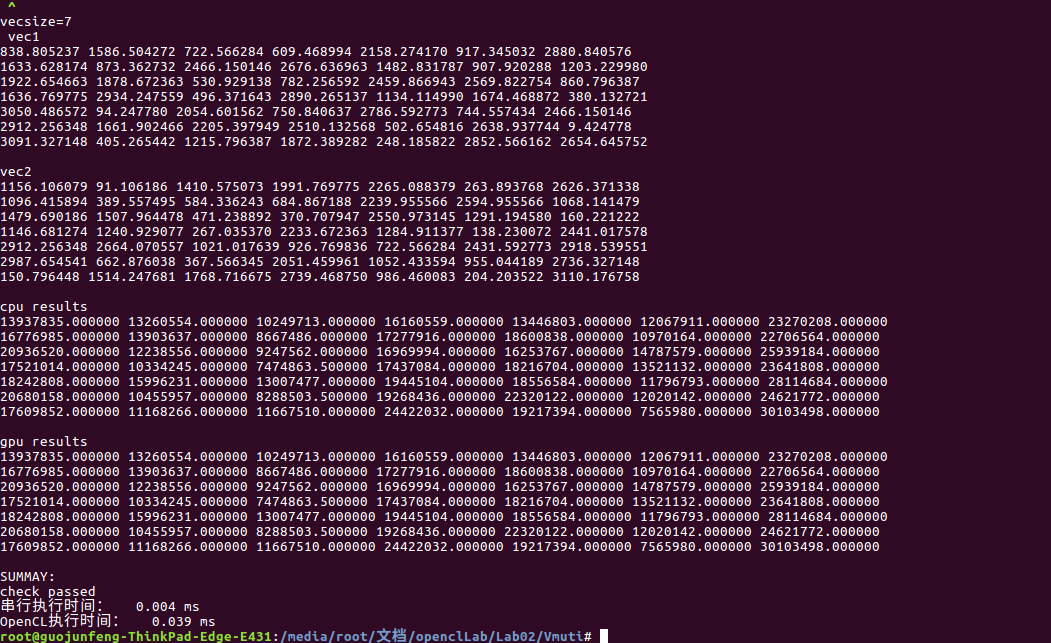 ^
vecsize=7
vec1
838.805237 1586.504272 722.566284 609.468994 2158.274170 917.345032 2880.840576
1633.628174 873.362732 2466.150146 2676.636963 1482.831787 907.920288 1203.229980
1922.654663 1878.672363 530.929138 782.256592 2459.866943 2569.822754 860.796387
1636.769775 2934.247559 496.371643 2890.265137 1134.114990 1674.468872 380.132721
3050.486572 94.247780 2054.601562 750.840637 2786.592773 744.557434 2466.150146
2912.256348 1661.902466 2205.397949 2510.132568 502.654816 2638.937744 9.424778
3091.327148 405.265442 1215.796387 1872.389282 248.185822 2852.566162 2654.645752
vec2
1156.106079 91.106186 1410.575073 1991.769775 2265.088379 263.893768 2626.371338
1096.415894 389.557495 584.336243 684.867188 2239.955566 2594.955566 1068.141479
1479.690186 1507.964478 471.238892 370.707947 2550.973145 1291.194580 160.221222
1146.681274 1240.929077 267.035370 2233.672363 1284.911377 138.230072 2441.017578
2912.256348 2664.070557 1021.017639 926.769836 722.566284 2431.592773 2918.539551
2987.654541 662.876038 367.566345 2051.459961 1052.433594 955.044189 2736.327148
150.796448 1514.247681 1768.716675 2739.468750 986.460083 204.203522 3110.176758
cpu results
13937835.000000 13260554.000000 10249713.000000 16160559.000000 13446803.000000 12067911.000000 23270208.000000
16776985.000000 13903637.000000 8667486.000000 17277916.000000 18600838.000000 10970164.000000 22706564.000000
20936520.000000 12238556.000000 9247562.000000 16969994.000000 16253767.000000 14787579.000000 25939184.000000
17521014.000000 10334245.000000 7474863.500000 17437084.000000 18216704.000000 13521132.000000 23641808.000000
18242808.000000 15996231.000000 13007477.000000 19445104.000000 18556584.000000 11796793.000000 28114684.000000
20680158.000000 10455957.000000 8288503.500000 19268436.000000 22320122.000000 12020142.000000 24621772.000000
17609852.000000 11168266.000000 11667510.000000 24422032.000000 19217394.000000 7565980.000000 30103498.000000
gpu results
13937835.000000 13260554.000000 10249713.000000 16160559.000000 13446803.000000 12067911.000000 23270208.000000
16776985.000000 13903637.000000 8667486.000000 17277916.000000 18600838.000000 10970164.000000 22706564.000000
20936520.000000 12238556.000000 9247562.000000 16969994.000000 16253767.000000 14787579.000000 25939184.000000
17521014.000000 10334245.000000 7474863.500000 17437084.000000 18216704.000000 13521132.000000 23641808.000000
18242808.000000 15996231.000000 13007477.000000 19445104.000000 18556584.000000 11796793.000000 28114684.000000
20680158.000000 10455957.000000 8288503.500000 19268436.000000 22320122.000000 12020142.000000 24621772.000000
17609852.000000 11168266.000000 11667510.000000 24422032.000000 19217394.000000 7565980.000000 30103498.000000
SUMMAY:
check passed
串行执行时间: 0.004 ms
OpenCL执行时间: 0.039 ms
root@guojunfeng-ThinkPad-Edge-E431:/media/root/文档/openclLab/Lab02/Vmuti#